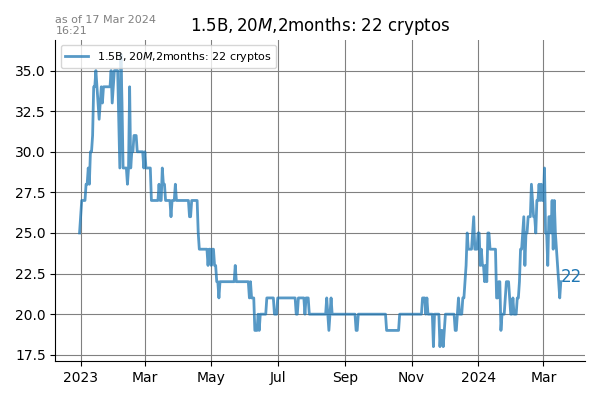 as of 17 Mar 2024
16:21
1.5B, 20M,2months: 22 cryptos
1.5B, 20M,2months: 22 cryptos
35.0
32.5
30.0
27.5
25.0
22.5
20.0
17.5
22
2023 Mar May Jul Sep Nov 2024 Mar